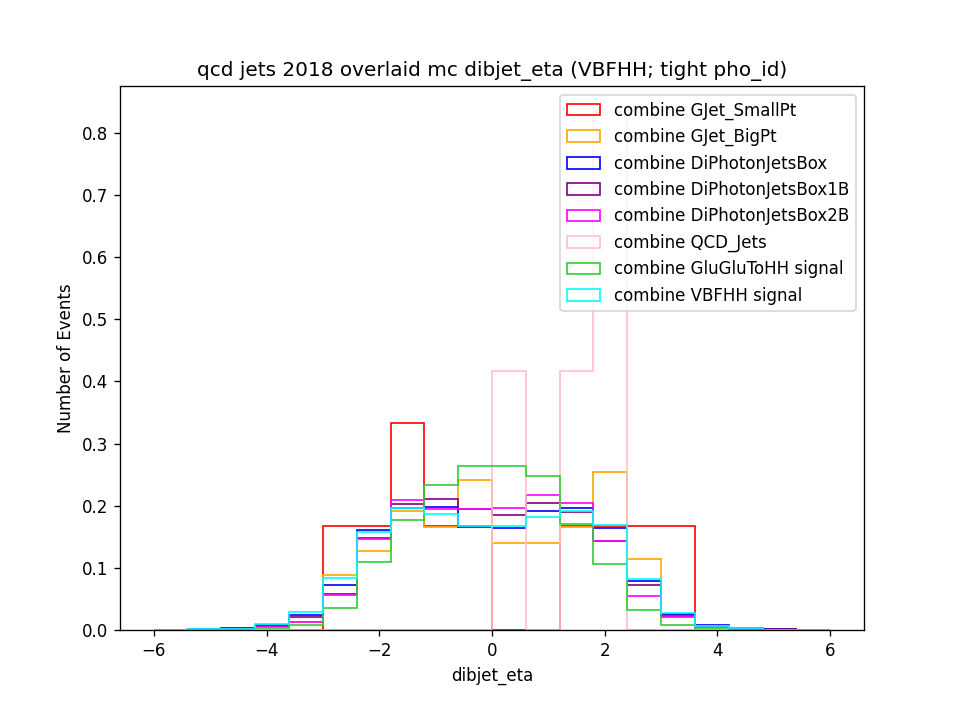 qcd jets 2018 overlaid mc dibjet_eta (VBFHH; tight pho_id)
combine GJet_SmallPt
combine GJet_BigPt
combine DiPhotonJetsBox
combine DiPhotonJetsBox1B
combine DiPhotonJetsBox2B
combine QCD_Jets
combine GluGluToHH signal
combine VBFHH signal
Number of Events
0.8
0.7
0.6
0.5
0.4
0.3
0.2
0.1
0.0
−6 −4 −2 0 2 4 6
dibjet_eta